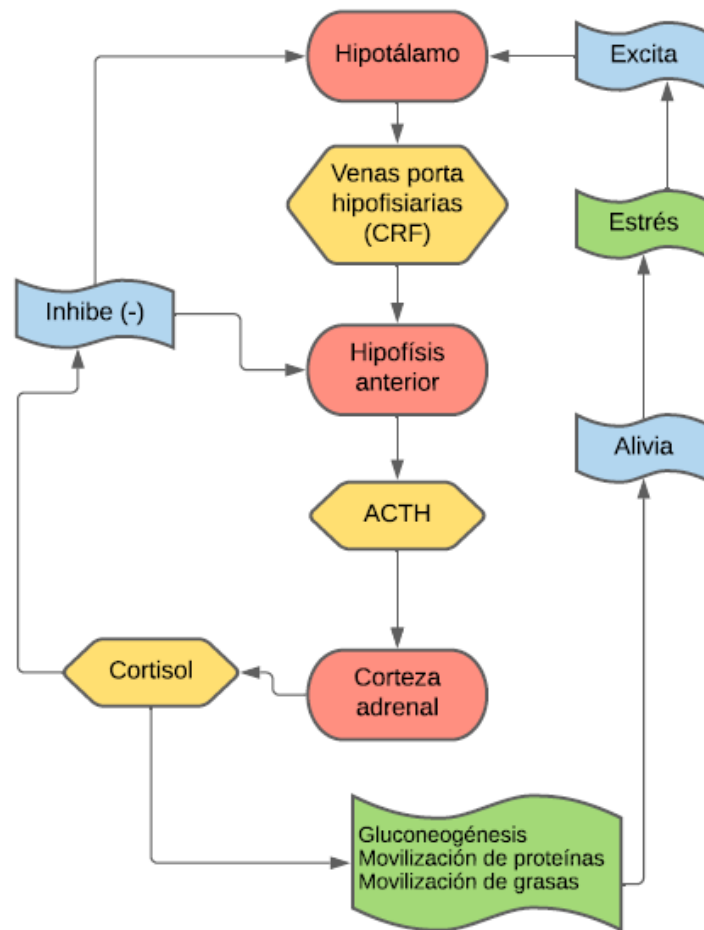 Hipotálamo
Excita
Venas porta
hipofisiarias
(CRF)
Estrés
Inhibe (-)
Hipofísis
anterior
Alivia
ACTH
Cortisol
Corteza
adrenal
Gluconeogénesis
Movilización de proteínas
Movilización de grasas